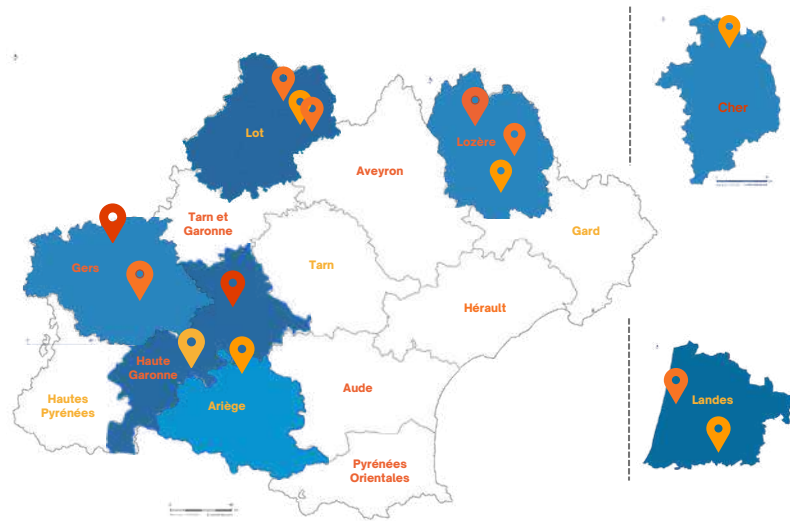 Cher
Lot
Lozère
Aveyron
Tarn et
Garonne
Gard
Gers
Tarn
Hérault
Haute
Garonne
Landes
Aude
Hautes
Pyrénées
Ariège
Pyrénées
Orientales